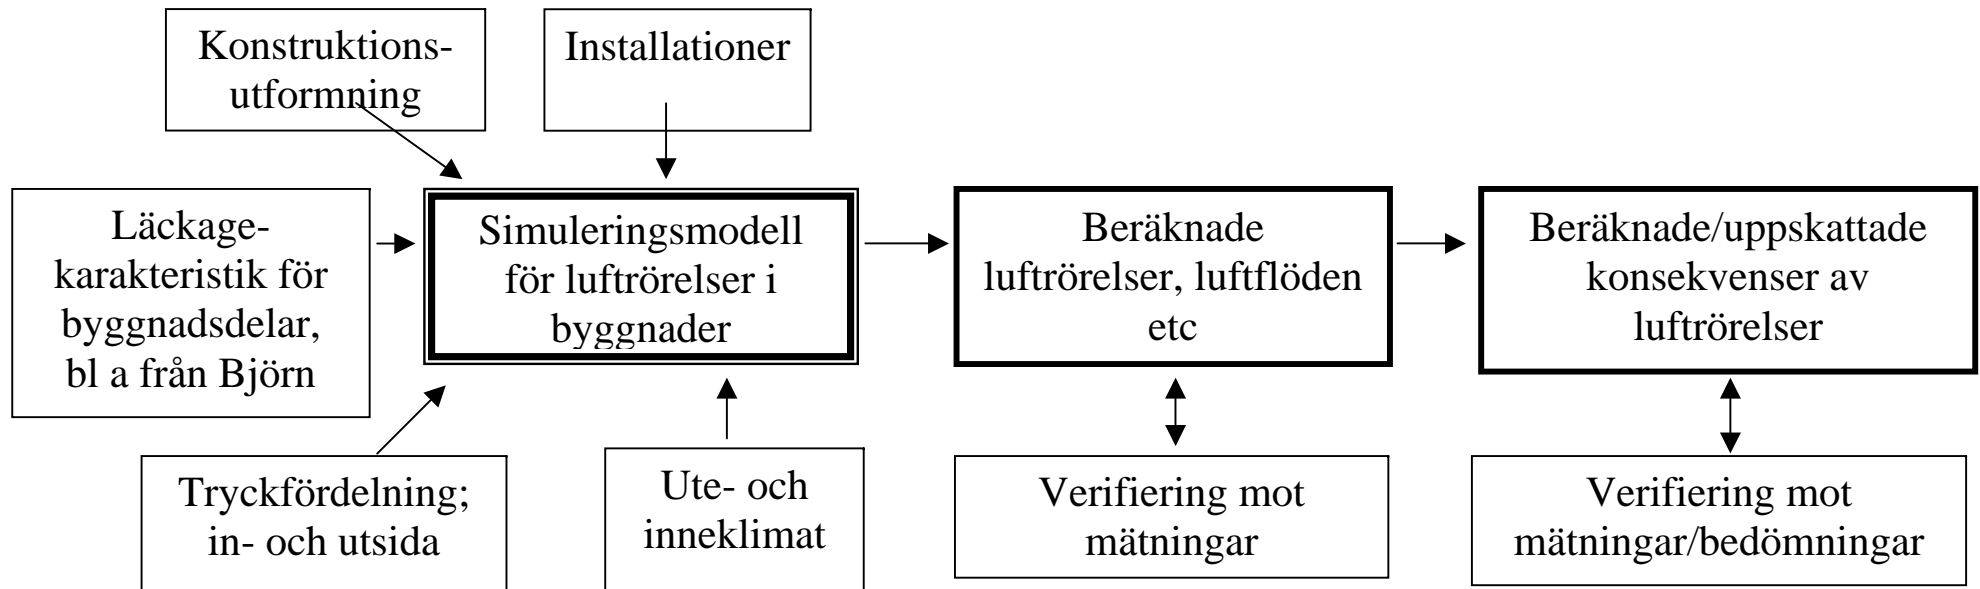 Konstruktions-
utformning
Installationer
Läckage-
karakteristik för
byggnadsdelar,
bl a från Björn
Simuleringsmodell
för luftrörelser i
byggnader
Beräknade
luftrörelser, luftflöden
etc
Beräknade/uppskattade
konsekvenser av
luftrörelser
Tryckfördelning;
in- och utsida
Ute- och
inneklimat
Verifiering mot
mätningar
Verifiering mot
mätningar/bedömningar